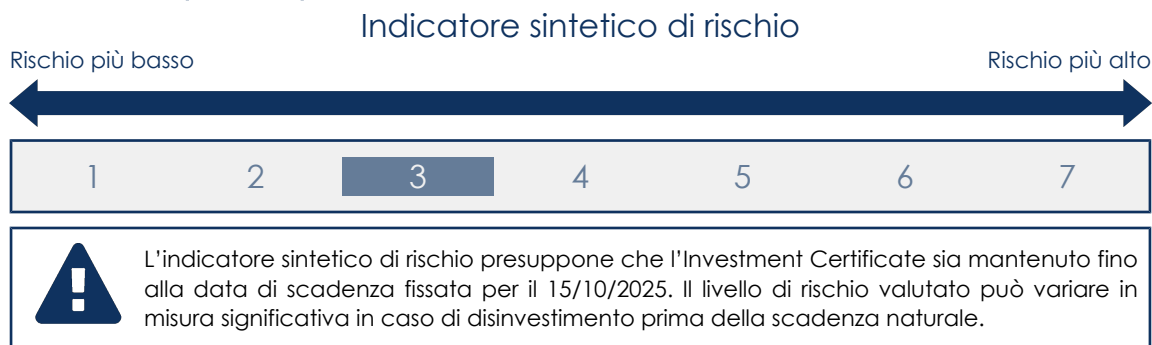 Indicatore sintetico di rischio
Rischio più basso
Rischio più alto
1 2 3 4 5 6 7
L'indicatore sintetico di rischio presuppone che l'Investment Certificate sia mantenuto fino
alla data di scadenza fissata per il 15/10/2025. Il livello di rischio valutato può variare in
misura significativa in caso di disinvestimento prima della scadenza naturale.